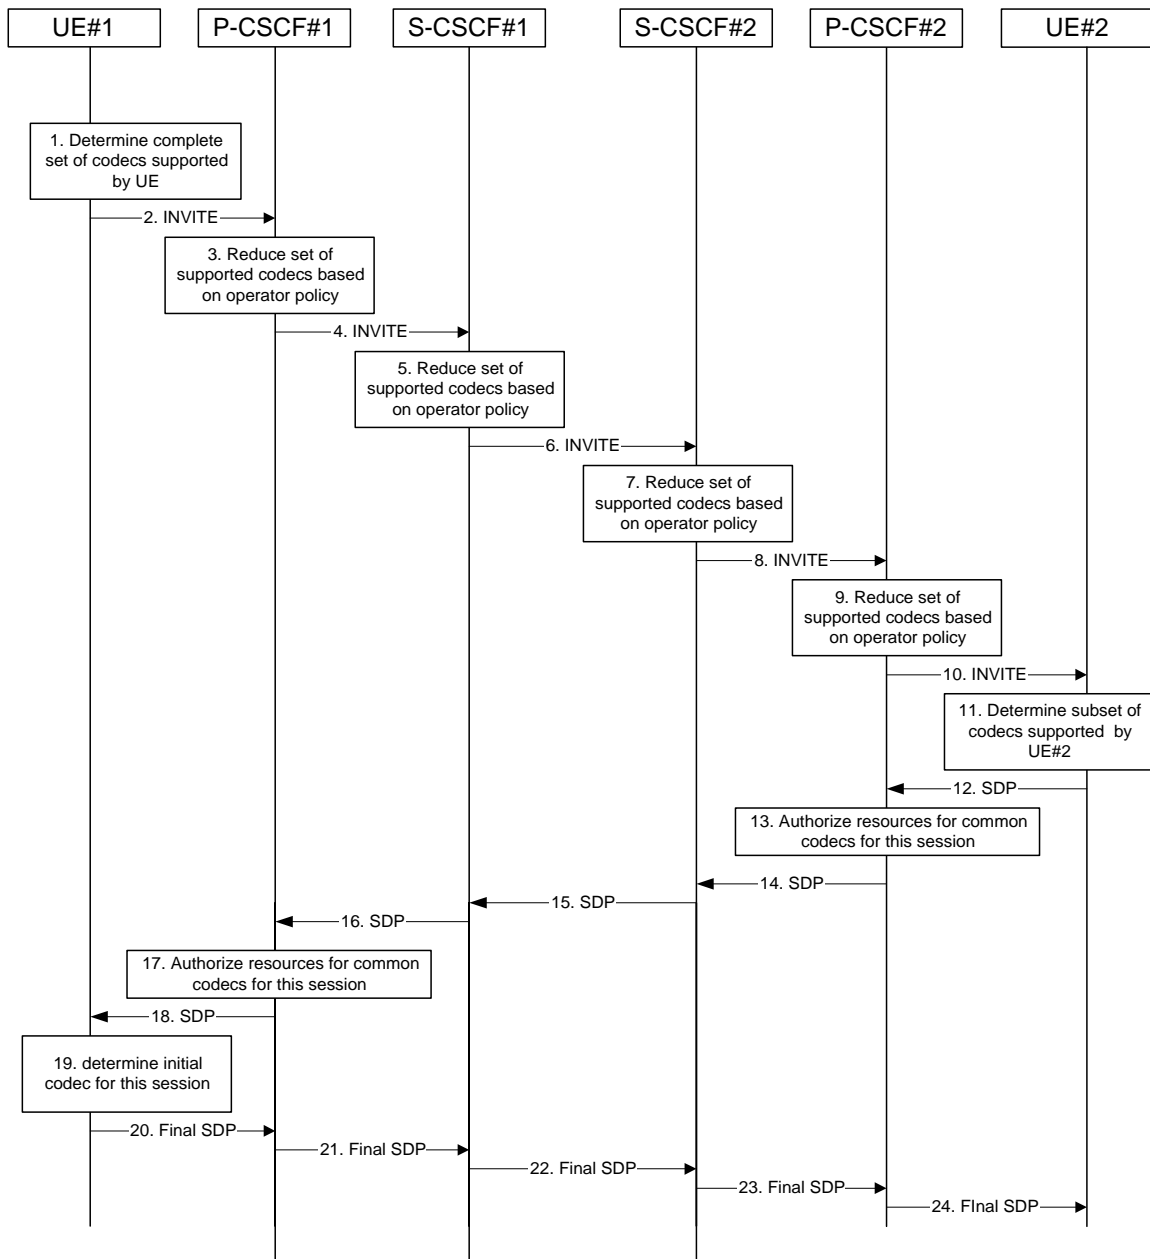 UE#1
P-CSCF#1
S-CSCF#1
S-CSCF#2
P-CSCF#2
UE#2
1. Determine complete
set of codecs supported
by UE
2. INVITE
3. Reduce set of
supported codecs based
on operator policy
4. INVITE
5. Reduce set of
supported codecs based
on operator policy
6. INVITE
7. Reduce set of
supported codecs based
on operator policy
8. INVITE
9. Reduce set of
supported codecs based
on operator policy
10. INVITE
11. Determine subset of
codecs supported by
UE#2
12. SDP
13. Authorize resources for common
codecs for this session
14. SDP
15. SDP
16. SDP
17. Authorize resources for common
codecs for this session
18. SDP
19. determine initial
codec for this session
20. Final SDP
21. Final SDP
22. Final SDP
23. Final SDP
24. FInal SDP